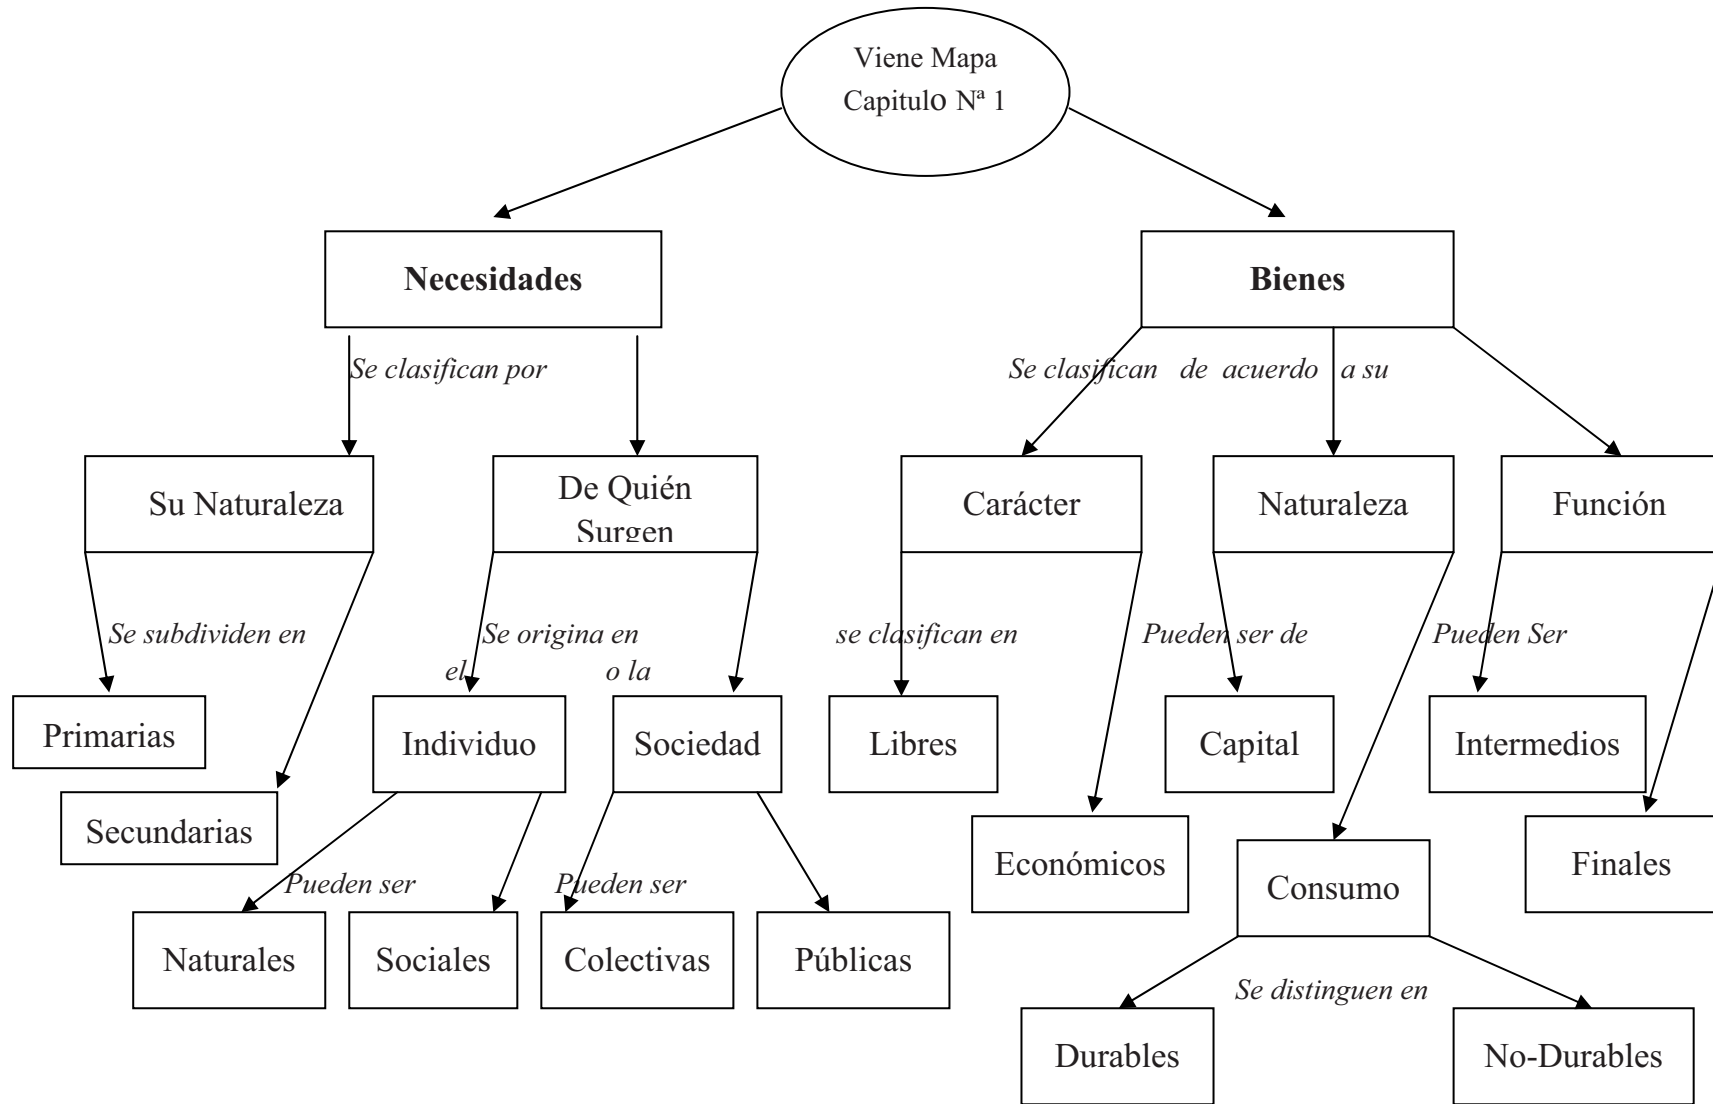 Viene Mapa
Capitulo Nª 1
Necesidades
Bienes
Se clasifican por
Se clasifican de acuerdo a su
Su Naturaleza
De Quién
Surgen
Carácter
Naturaleza
Función
Se subdividen en
Se origina en
el o la
se clasifican en
Pueden ser de
Pueden Ser
Primarias
Individuo
Sociedad
Libres
Capital
Intermedios
Secundarias
Económicos
Consumo
Finales
Pueden ser
Pueden ser
Naturales
Sociales
Colectivas
Públicas
Se distinguen en
Durables
No-Durables